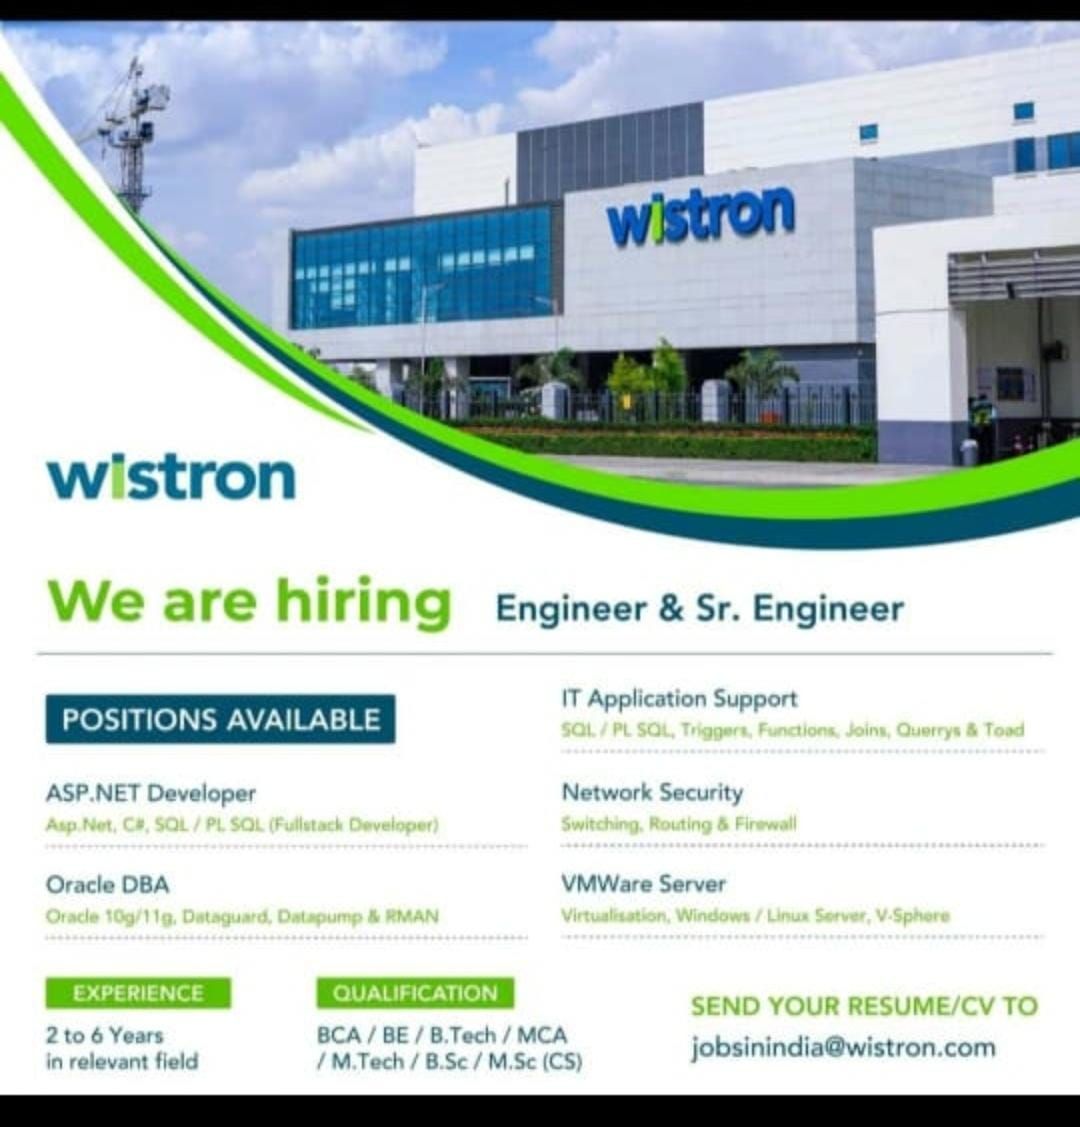 wistron
wistron
We are hiring Engineer & Sr. Engineer
POSITIONS AVAILABLE
ASP.NET Developer
Asp.Net, C#, SQL / PL SQL (Fullstack Developer)
Oracle DBA
Oracle 10g/11g, Dataguard, Datapump & RMAN
IT Application Support
SQL / PL SQL, Triggers, Functions, Joins, Querrys & Toad
Network Security
Switching, Routing & Firewall
VMWare Server
Virtualisation, Windows / Linux Server, V-Sphere
EXPERIENCE
2 to 6 Years
in relevant field
QUALIFICATION
BCA / BE / B.Tech / MCA
/ M.Tech / B.Sc / M.Sc (CS)
SEND YOUR RESUME/CV TO
jobsinindia@wistron.com